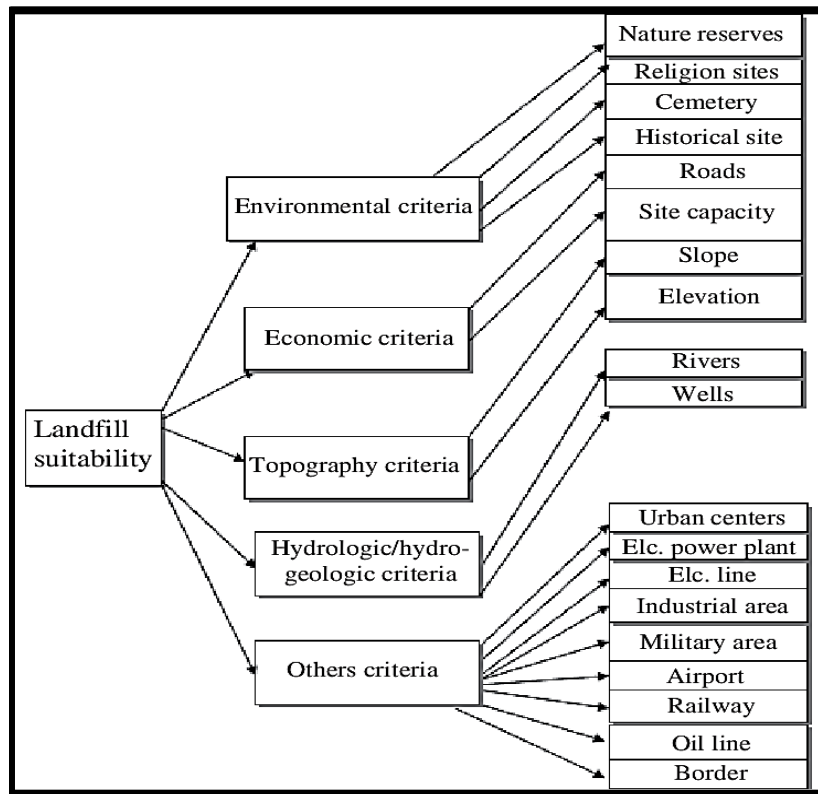 Nature reserves
Religion sites
Cemetery
Historical site
Roads
Site capacity
Slope
Elevation
Rivers
Wells
Urban centers
Elc. power plant
Elc. line
Industrial area
Military area
Airport
Railway
Oil line
Border
Environmental criteria
Economic criteria
Topography criteria
Hydrologic/hydro-
geologic criteria
Others criteria
Landfill
suitability